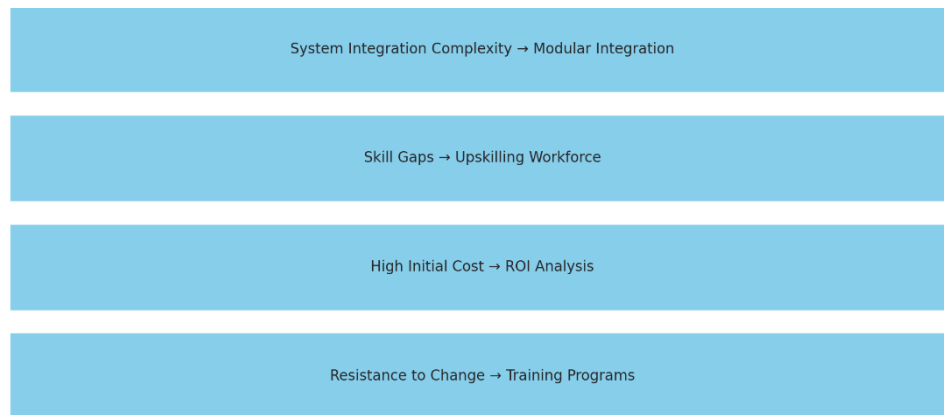 System Integration Complexity → Modular Integration
Skill Gaps → Upskilling Workforce
High Initial Cost → ROI Analysis
Resistance to Change → Training Programs